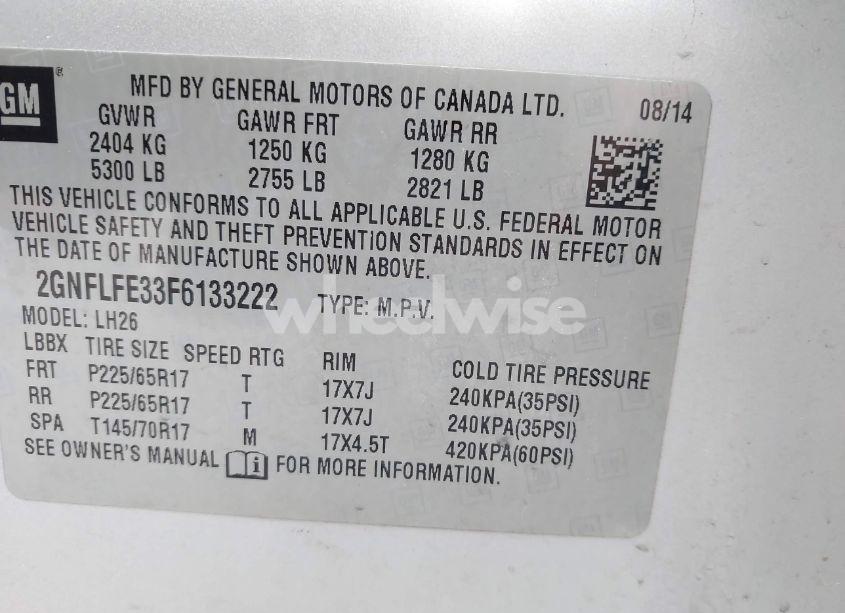 GM ®
MFD BY GENERAL MOTORS OF CANADA LTD. 08/14
GVWR GAWR FRT GAWR RR
2404 KG 1250 KG 1280 KG
5300 LB 2755 LB 2821 LB
THIS VEHICLE CONFORMS TO ALL APPLICABLE U.S. FEDERAL MOTOR
VEHICLE SAFETY AND THEFT PREVENTION STANDARDS IN EFFECT ON
THE DATE OF MANUFACTURE SHOWN ABOVE.
2GNFLFE33F6133222 TYPE: M.P.V.
wheelwise
MODEL: LH26
LBBX TIRE SIZE SPEED RTG RIM COLD TIRE PRESSURE
FRT P225/65R17 T 17X7J 240KPA(35PSI)
RR P225/65R17 T 17X7J 240KPA(35PSI)
SPA T145/70R17 M 17X4.5T 420KPA(60PSI)
SEE OWNER'S MANUAL i FOR MORE INFORMATION.